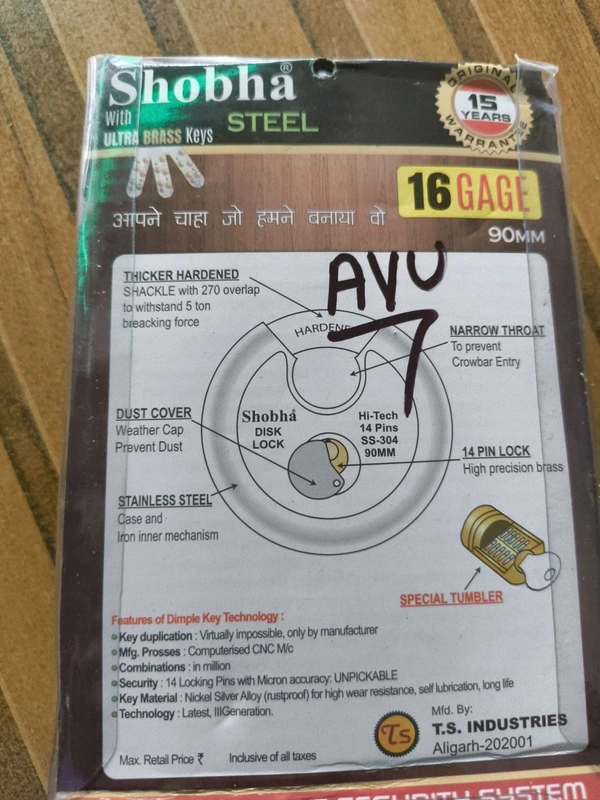 Shobha®
With
STEEL
ULTRA BRASS Keys
ORIGINAL
15
YEARS
WARRANTEE
आपने चाहा जो हमने बनाया वो
16 GAGE
90MM
AVU
7
THICKER HARDENED
SHACKLE with 270 overlap
to withstand 5 ton
breacking force
HARDENE
NARROW THROAT
To prevent
Crowbar Entry
DUST COVER
Weather Cap
Prevent Dust
Shobha
DISK
LOCK
Hi-Tech
14 Pins
SS-304
90MM
14 PIN LOCK
High precision brass
STAINLESS STEEL
Case and
Iron inner mechanism
SPECIAL TUMBLER
Features of Dimple Key Technology :
Key duplication : Virtually impossible, only by manufacturer
Mfg. Prosses : Computerised CNC M/c
Combinations : in million
Security : 14 Locking Pins with Micron accuracy: UNPICKABLE
Key Material : Nickel Silver Alloy (rustproof) for high wear resistance, self lubrication, long life
Technology : Latest, IIIGeneration.
Ts
Mfd. By:
T.S. INDUSTRIES
Aligarh-202001
Max. Retail Price ₹ Inclusive of all taxes
SECURITY SYSTEM